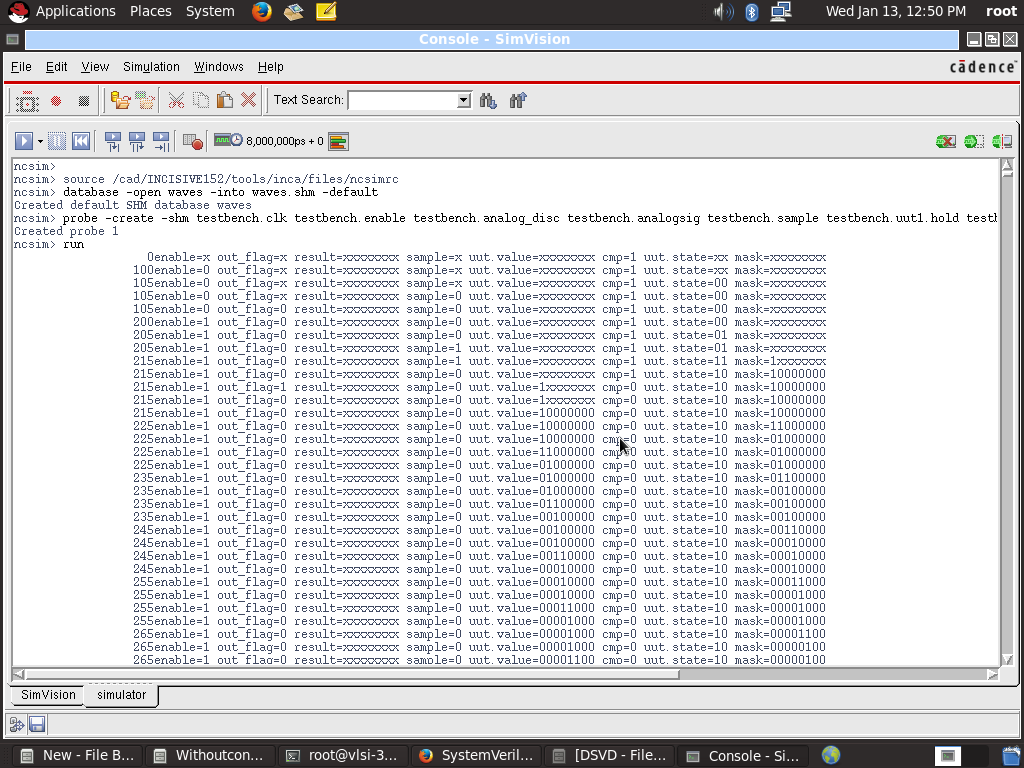 Applications Places System Wed Jan 13, 12:50 PM root
Console - SimVision
File Edit View Simulation Windows Help cādence
Text Search:
8,000,000ps + 0
ncsim>
ncsim> source /cad/INCISIVE152/tools/inca/files/ncsimrc
ncsim> database -open waves -into waves.shm -default
Created default SHM database waves
ncsim> probe -create -shm testbench.clk testbench.enable testbench.analog_disc testbench.analogsig testbench.sample testbench.uut1.hold testb
Created probe 1
ncsim> run
0enable=x out_flag=x result=xxxxxxxx sample=x uut.value=xxxxxxxx cmp=1 uut.state=xx mask=xxxxxxxx
100enable=0 out_flag=x result=xxxxxxxx sample=x uut.value=xxxxxxxx cmp=1 uut.state=xx mask=xxxxxxxx
105enable=0 out_flag=x result=xxxxxxxx sample=x uut.value=xxxxxxxx cmp=1 uut.state=00 mask=xxxxxxxx
105enable=0 out_flag=0 result=xxxxxxxx sample=x uut.value=xxxxxxxx cmp=1 uut.state=00 mask=xxxxxxxx
105enable=0 out_flag=0 result=xxxxxxxx sample=0 uut.value=xxxxxxxx cmp=1 uut.state=00 mask=xxxxxxxx
200enable=1 out_flag=0 result=xxxxxxxx sample=0 uut.value=xxxxxxxx cmp=1 uut.state=00 mask=xxxxxxxx
205enable=1 out_flag=0 result=xxxxxxxx sample=0 uut.value=xxxxxxxx cmp=1 uut.state=01 mask=xxxxxxxx
205enable=1 out_flag=0 result=xxxxxxxx sample=1 uut.value=xxxxxxxx cmp=1 uut.state=01 mask=xxxxxxxx
215enable=1 out_flag=0 result=xxxxxxxx sample=1 uut.value=xxxxxxxx cmp=1 uut.state=11 mask=1xxxxxxx
215enable=1 out_flag=0 result=xxxxxxxx sample=0 uut.value=xxxxxxxx cmp=1 uut.state=10 mask=10000000
215enable=1 out_flag=1 result=xxxxxxxx sample=0 uut.value=1xxxxxxx cmp=0 uut.state=10 mask=10000000
215enable=1 out_flag=0 result=xxxxxxxx sample=0 uut.value=1xxxxxxx cmp=0 uut.state=10 mask=10000000
215enable=1 out_flag=0 result=xxxxxxxx sample=0 uut.value=10000000 cmp=0 uut.state=10 mask=10000000
225enable=1 out_flag=0 result=xxxxxxxx sample=0 uut.value=10000000 cmp=0 uut.state=10 mask=11000000
225enable=1 out_flag=0 result=xxxxxxxx sample=0 uut.value=10000000 cmp=0 uut.state=10 mask=01000000
225enable=1 out_flag=0 result=xxxxxxxx sample=0 uut.value=11000000 cmp=0 uut.state=10 mask=01000000
225enable=1 out_flag=0 result=xxxxxxxx sample=0 uut.value=01000000 cmp=0 uut.state=10 mask=01000000
235enable=1 out_flag=0 result=xxxxxxxx sample=0 uut.value=01000000 cmp=0 uut.state=10 mask=01100000
235enable=1 out_flag=0 result=xxxxxxxx sample=0 uut.value=01000000 cmp=0 uut.state=10 mask=00100000
235enable=1 out_flag=0 result=xxxxxxxx sample=0 uut.value=01100000 cmp=0 uut.state=10 mask=00100000
235enable=1 out_flag=0 result=xxxxxxxx sample=0 uut.value=00100000 cmp=0 uut.state=10 mask=00100000
245enable=1 out_flag=0 result=xxxxxxxx sample=0 uut.value=00100000 cmp=0 uut.state=10 mask=00110000
245enable=1 out_flag=0 result=xxxxxxxx sample=0 uut.value=00100000 cmp=0 uut.state=10 mask=00010000
245enable=1 out_flag=0 result=xxxxxxxx sample=0 uut.value=00110000 cmp=0 uut.state=10 mask=00010000
245enable=1 out_flag=0 result=xxxxxxxx sample=0 uut.value=00010000 cmp=0 uut.state=10 mask=00010000
255enable=1 out_flag=0 result=xxxxxxxx sample=0 uut.value=00010000 cmp=0 uut.state=10 mask=00011000
255enable=1 out_flag=0 result=xxxxxxxx sample=0 uut.value=00010000 cmp=0 uut.state=10 mask=00001000
255enable=1 out_flag=0 result=xxxxxxxx sample=0 uut.value=00011000 cmp=0 uut.state=10 mask=00001000
255enable=1 out_flag=0 result=xxxxxxxx sample=0 uut.value=00001000 cmp=0 uut.state=10 mask=00001000
265enable=1 out_flag=0 result=xxxxxxxx sample=0 uut.value=00001000 cmp=0 uut.state=10 mask=00001100
265enable=1 out_flag=0 result=xxxxxxxx sample=0 uut.value=00001000 cmp=0 uut.state=10 mask=00000100
265enable=1 out_flag=0 result=xxxxxxxx sample=0 uut.value=00001100 cmp=0 uut.state=10 mask=00000100
SimVision simulator
New - File B... Withoutcon... root@vlsi-3... SystemVeril... [DSVD - File... Console - Si...